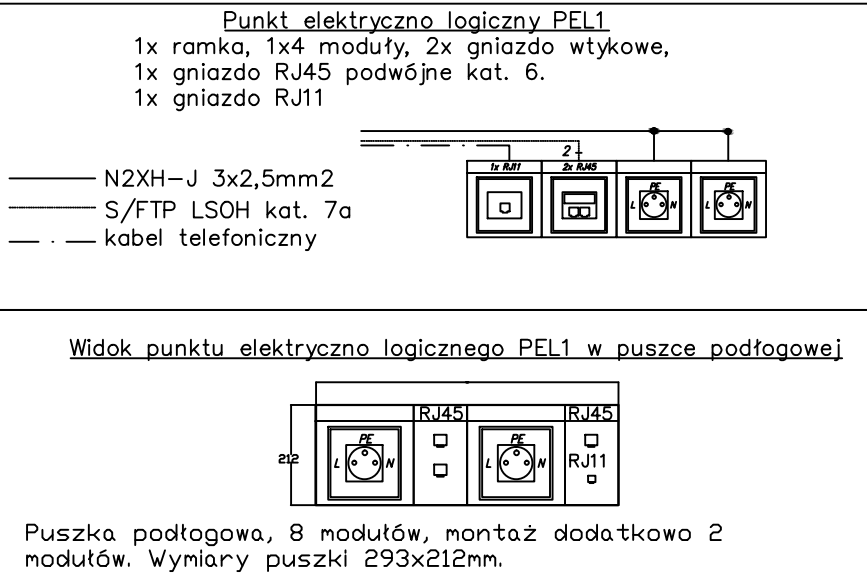 Punkt elektryczno logiczny PEL1
1x ramka, 1x4 moduły, 2x gniazdo wtykowe,
1x gniazdo RJ45 podwójne kat. 6.
1x gniazdo RJ11
2
1x RJ11 2x RJ45
PE PE
L N L N
N2XH-J 3x2,5mm2
S/FTP LSOH kat. 7a
kabel telefoniczny
Widok punktu elektryczno logicznego PEL1 w puszce podłogowej
RJ45 RJ45
PE PE
212 L N L N RJ11
Puszka podłogowa, 8 modułów, montaż dodatkowo 2
modułów. Wymiary puszki 293x212mm.